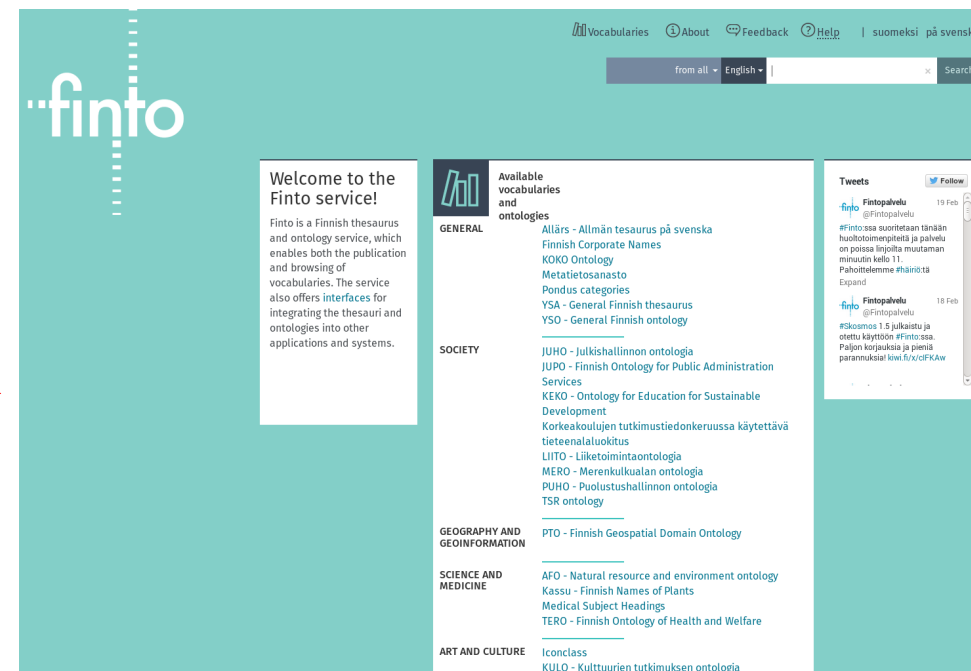 Vocabularies About Feedback Help | suomeksi på svensk
from all English × Search
finto
Welcome to the
Finto service!
Finto is a Finnish thesaurus
and ontology service, which
enables both the publication
and browsing of
vocabularies. The service
also offers interfaces for
integrating the thesauri and
ontologies into other
applications and systems.
Available
vocabularies
and
ontologies
GENERAL
Allärs - Allmän tesaurus på svenska
Finnish Corporate Names
KOKO Ontology
Metatietosanasto
Pondus categories
YSA - General Finnish thesaurus
YSO - General Finnish ontology
SOCIETY
JUHO - Julkishallinnon ontologia
JUPO - Finnish Ontology for Public Administration
Services
KEKO - Ontology for Education for Sustainable
Development
Korkeakoulujen tutkimustiedonkeruussa käytettävä
tieteenalaluokitus
LIITO - Liiketoimintaontologia
MERO - Merenkulkualan ontologia
PUHO - Puolustushallinnon ontologia
TSR ontology
GEOGRAPHY AND
GEOINFORMATION
PTO - Finnish Geospatial Domain Ontology
SCIENCE AND
MEDICINE
AFO - Natural resource and environment ontology
Kassu - Finnish Names of Plants
Medical Subject Headings
TERO - Finnish Ontology of Health and Welfare
ART AND CULTURE
Iconclass
KULO - Kulttuurien tutkimuksen ontologia
Tweets Follow
finto Fintopalvelu 19 Feb
@Fintopalvelu
#Finto:ssa suoritetaan tänään
huoltotoimenpiteitä ja palvelu
on poissa linjoilta muutaman
minuutin kello 11.
Pahoittelemme #häiriö:tä
Expand
finto Fintopalvelu 18 Feb
@Fintopalvelu
#Skosmos 1.5 julkaistu ja
otettu käyttöön #Finto:ssa.
Paljon korjauksia ja pieniä
parannuksia! kiwi.fi/x/cIFKAw